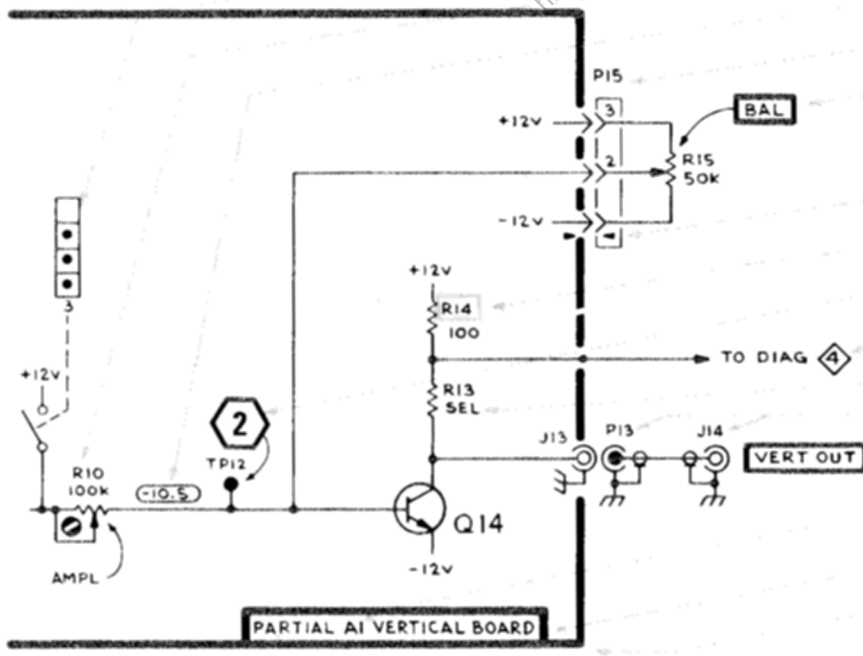 P15
3
+12V
BAL
2
R15
50K
-12V
+12V
R14
100
3
TO DIAG 4
+12V
R13
SEL
2
J13
P13
J14
TP12
VERT OUT
R10
100K
-10.5
Q14
AMPL
-12V
PARTIAL A1 VERTICAL BOARD